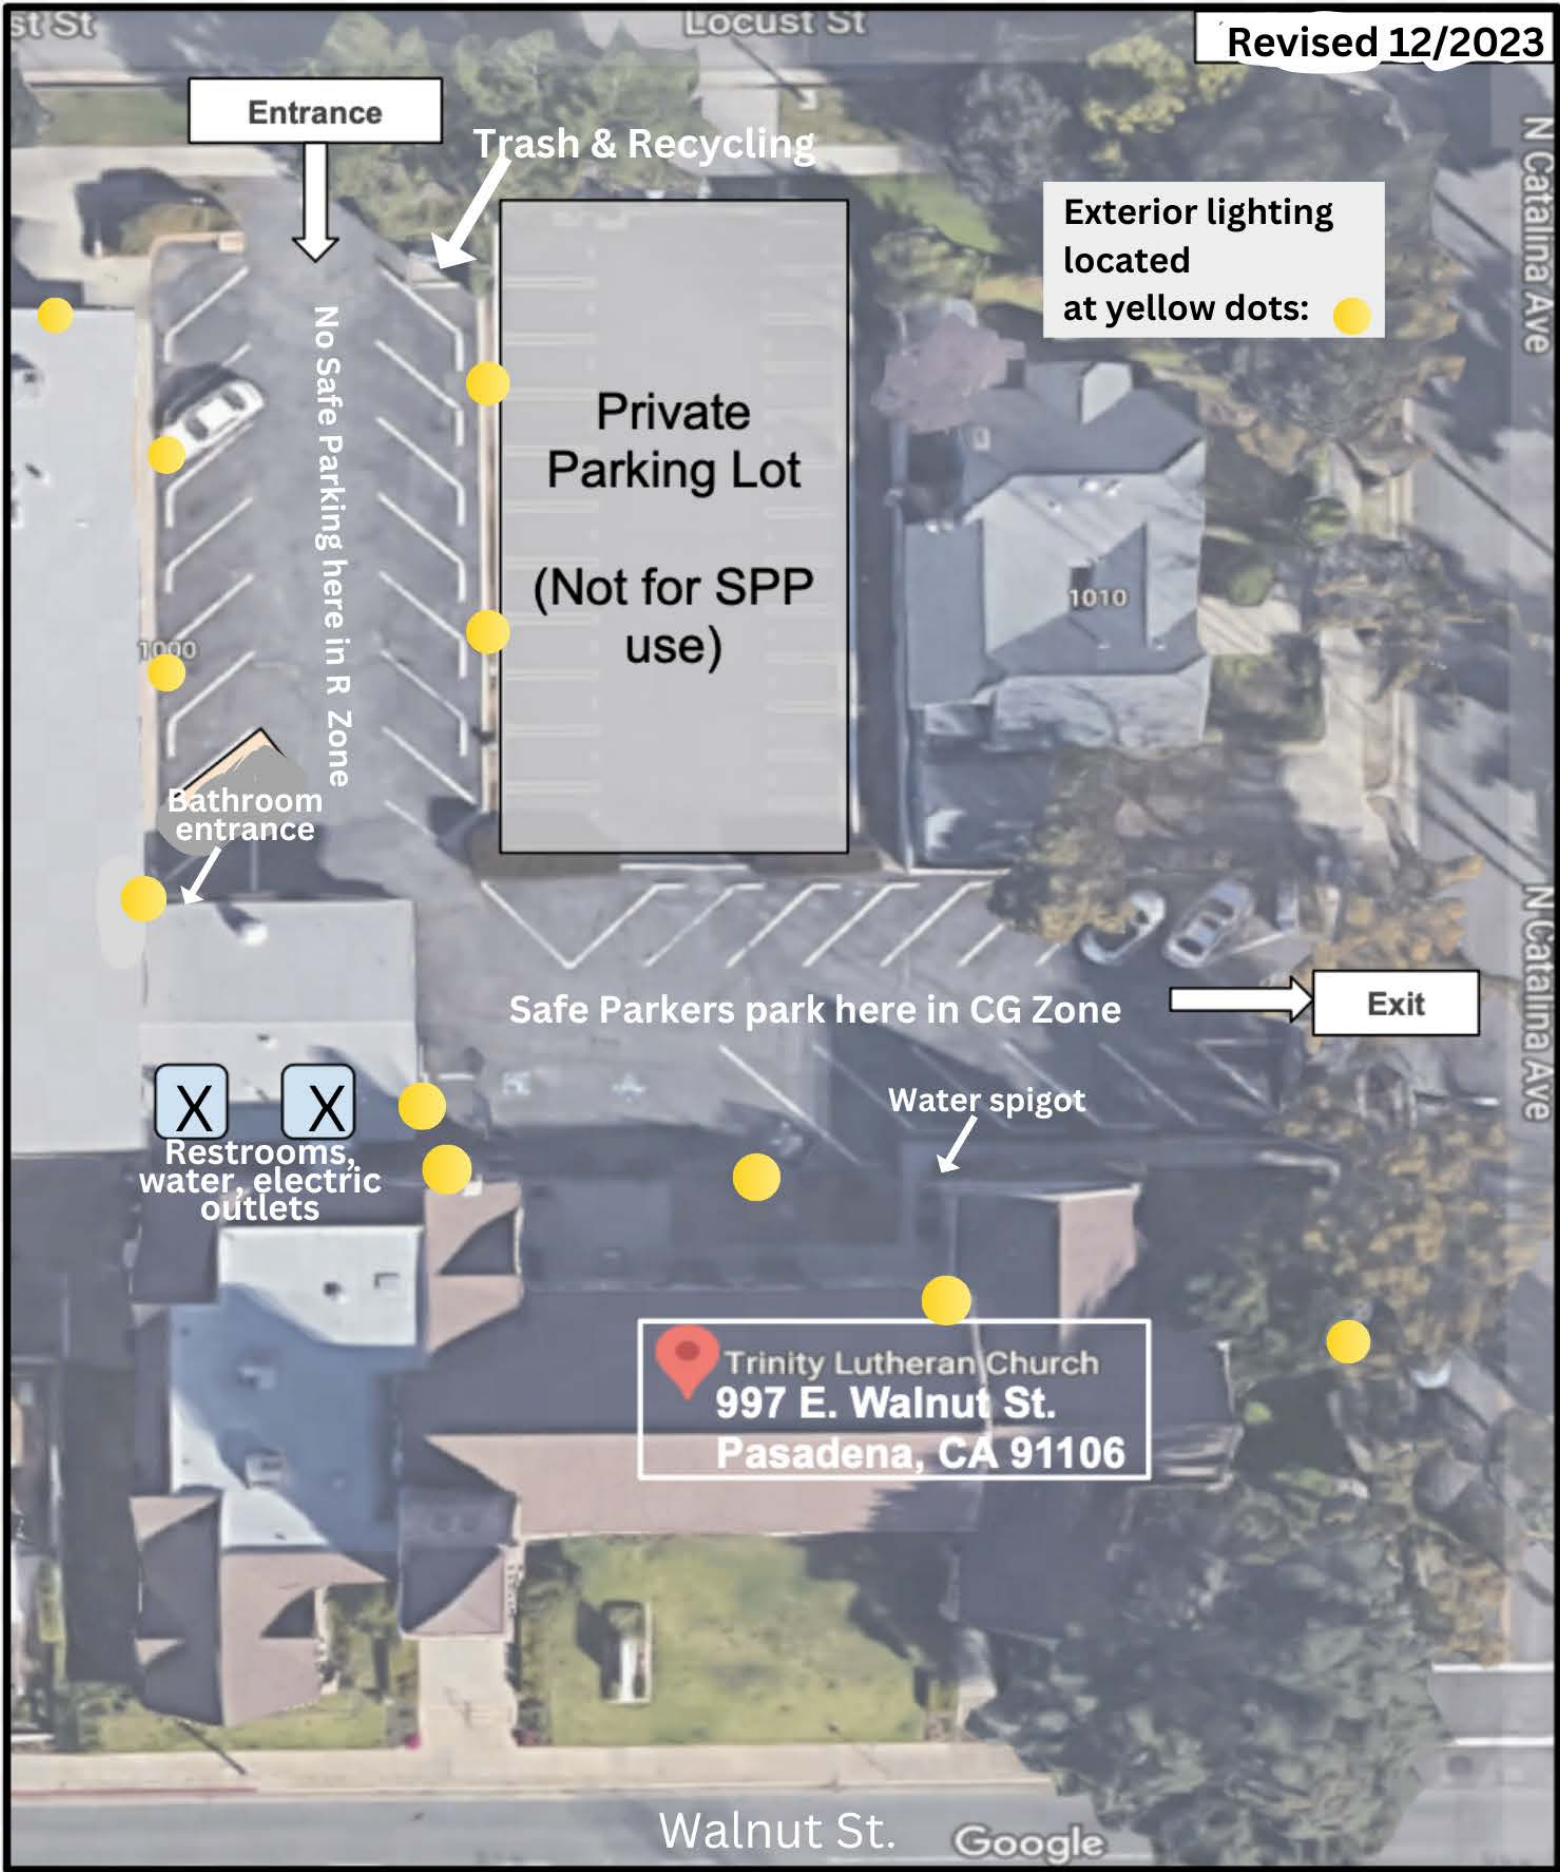 st St
Locust St
Revised 12/2023
Entrance
Trash & Recycling
N Catalina Ave
Exterior lighting
located
at yellow dots:
No Safe Parking here in R Zone
Private
Parking Lot
(Not for SPP
use)
1010
1000
Bathroom
entrance
N Catalina Ave
Safe Parkers park here in CG Zone
Exit
X X
Water spigot
Restrooms,
water, electric
outlets
Trinity Lutheran Church
997 E. Walnut St.
Pasadena, CA 91106
Walnut St.
Google